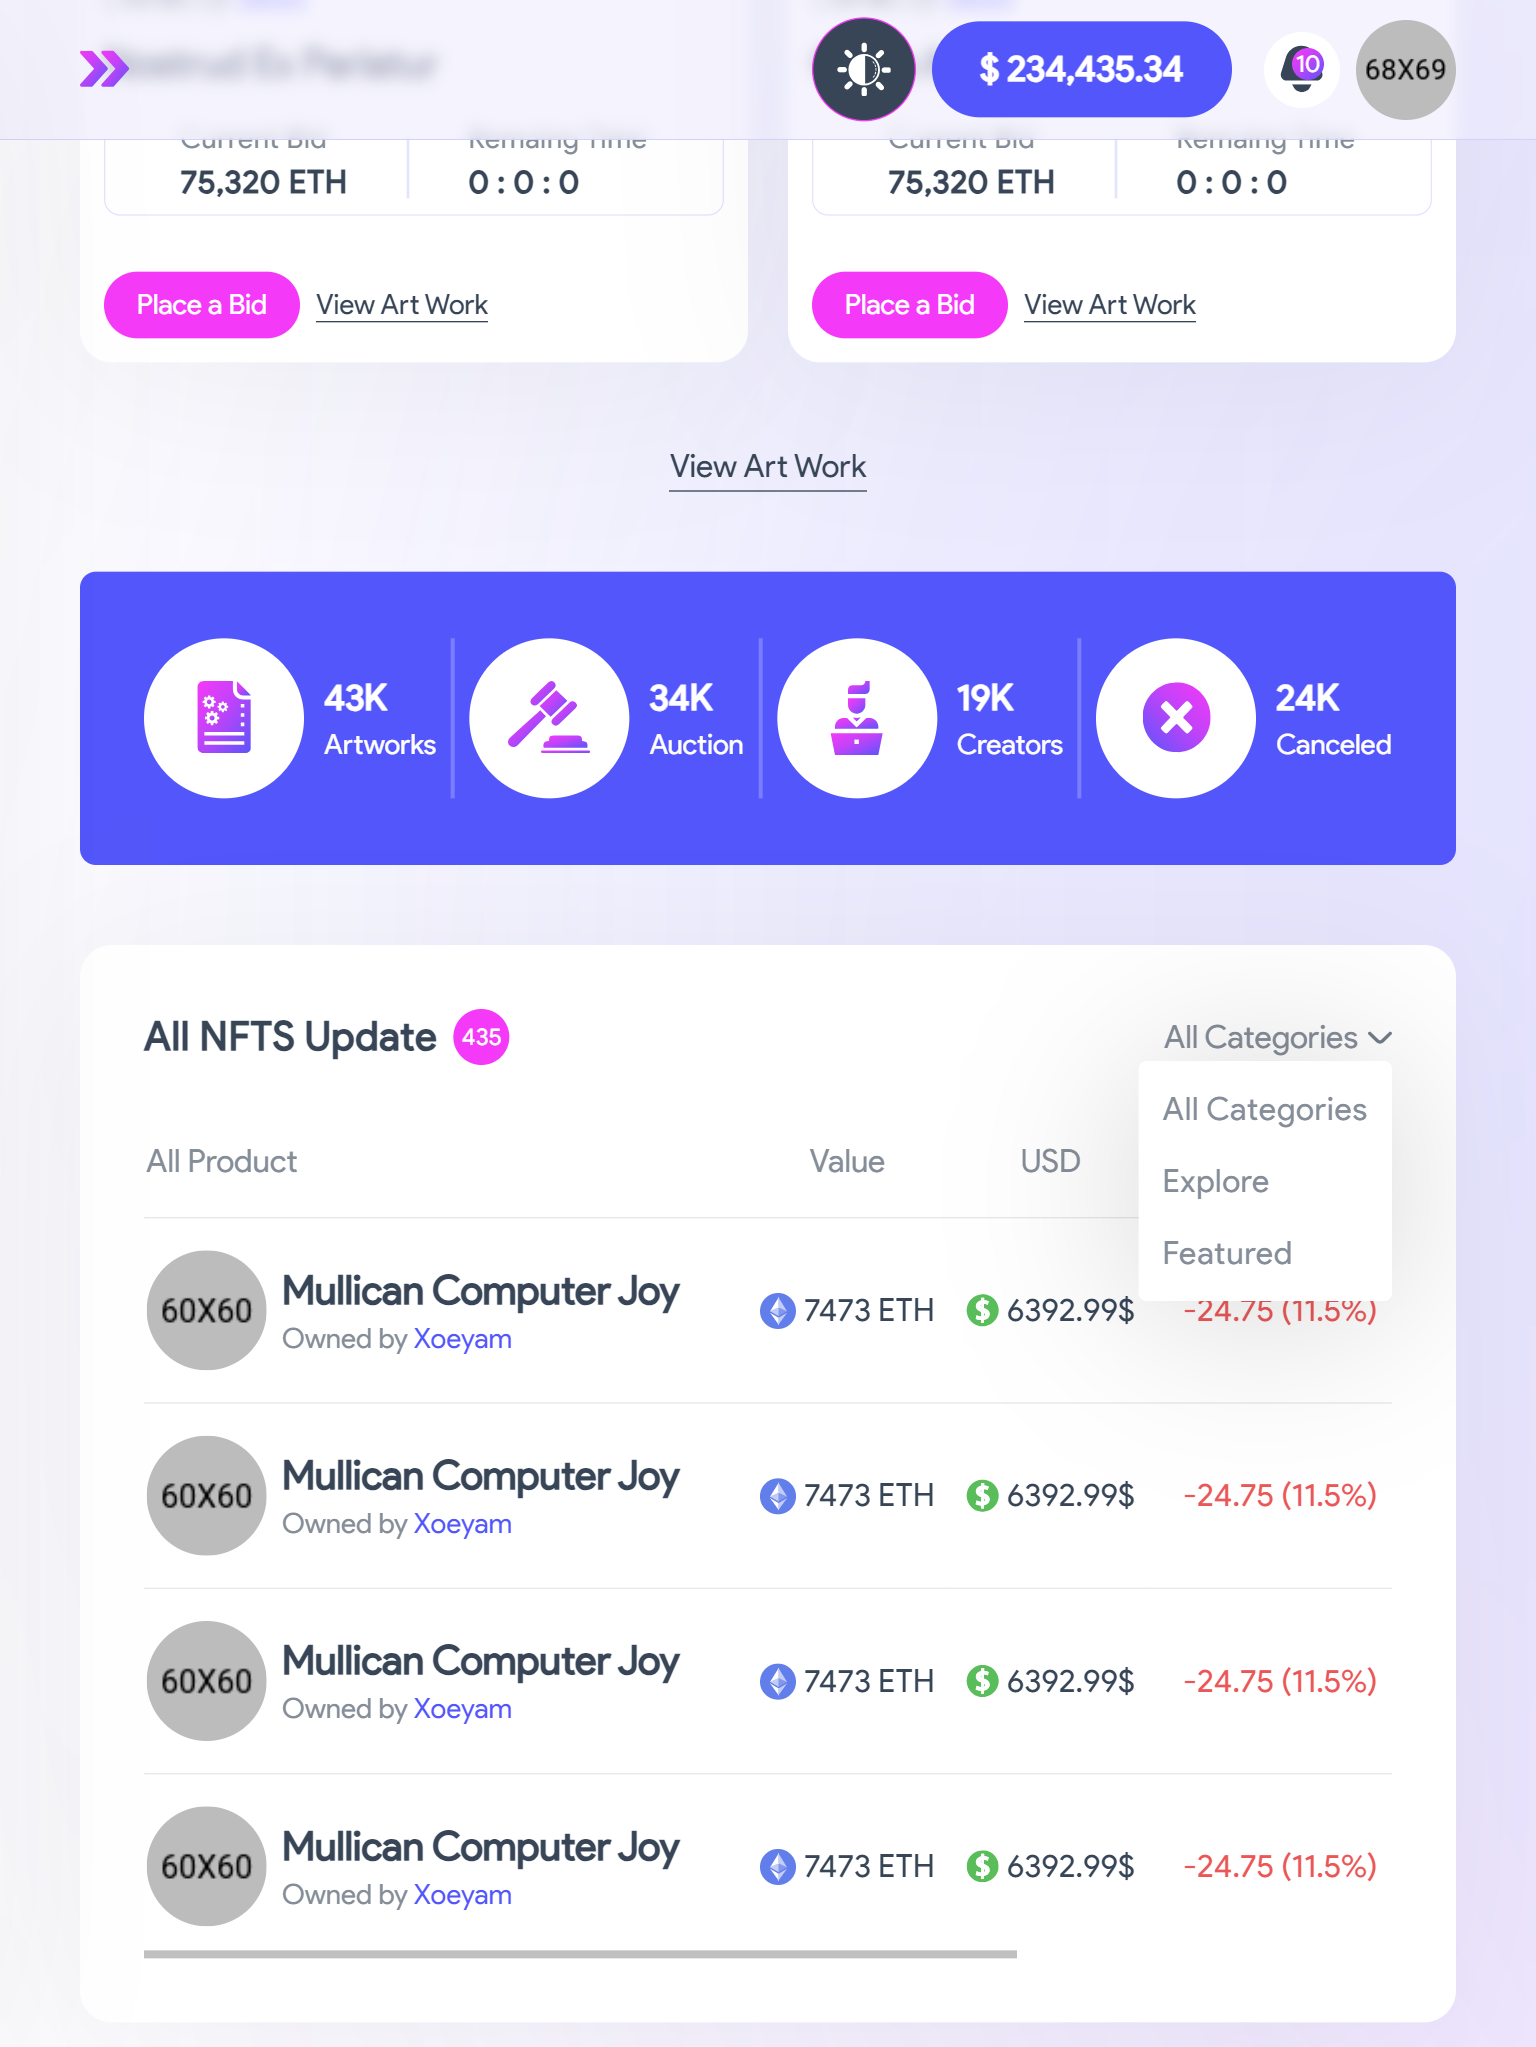 $ 234,435.34
10
68X69
Current Bid
Remaing Time
Current Bid
Remaing Time
75,320 ETH
0 : 0 : 0
75,320 ETH
0 : 0 : 0
Place a Bid
View Art Work
Place a Bid
View Art Work
View Art Work
43K
Artworks
34K
Auction
19K
Creators
24K
Canceled
All NFTS Update
435
All Categories
All Categories
Explore
Featured
All Product
Value
USD
60X60
Mullican Computer Joy
Owned by Xoeyam
7473 ETH
6392.99$
-24.75 (11.5%)
60X60
Mullican Computer Joy
Owned by Xoeyam
7473 ETH
6392.99$
-24.75 (11.5%)
60X60
Mullican Computer Joy
Owned by Xoeyam
7473 ETH
6392.99$
-24.75 (11.5%)
60X60
Mullican Computer Joy
Owned by Xoeyam
7473 ETH
6392.99$
-24.75 (11.5%)